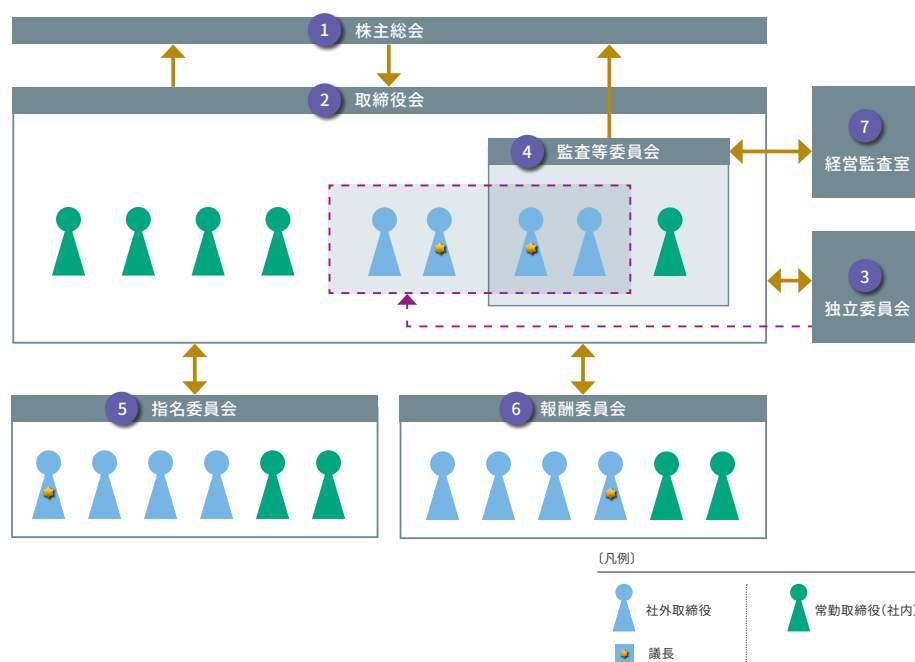 1 株主総会
2 取締役会
4 監査等委員会
7
経営監査室
3
独立委員会
5 指名委員会
6 報酬委員会
〔凡例〕
社外取締役
常勤取締役(社内)
議長